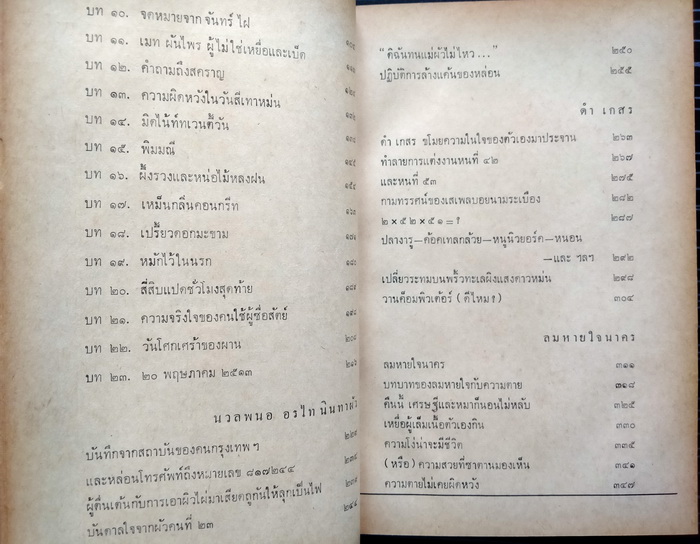 บท ๑๐. จดหมายจาก จันทร์ ไฝ
บท ๑๑. เมท ผันไพร ผู้ไม่ใช่เหยื่อและเบ็ด
บท ๑๒. คำถามถึงสตราญ
บท ๑๓. ความผิดหวังในวันสีเทาหม่น
บท ๑๔. มิดไน้ท์ทเวนตี้วัน
บท ๑๕. พิมมณี
บท ๑๖. ผึ้งรวงและหน่อไม้หลงฝน
บท ๑๗. เหม็นกลิ่นคอนกรีท
บท ๑๘. เปรี้ยวดอกมะขาม
บท ๑๙. หมักไว้ในนรก
บท ๒๐. สี่สิบแปดชั่วโมงสุดท้าย
บท ๒๑. ความจริงใจของคนใช้ผู้ซื่อสัตย์
บท ๒๒. วันโศกเศร้าของผาน
บท ๒๓. ๒๐ พฤษภาคม ๒๕๑๓
นวลพนอ อรไท นินทาผัว
บันทึกจากสถาบันของคนกรุงเทพฯ
และหล่อนโทรศัพท์ถึงหมายเลข ๘๑๗๒๔๔
ผู้ตื่นเต้นกับการเอาผิวไผ่มาเสียดถูกันให้ลุกเป็นไฟ
บันดาลใจจากผัวคนที่ ๒๓
“ดิฉันทนแม่ผัวไม่ไหว...” ๒๕๐
ปฏิบัติการล้างแค้นของหล่อน ๒๕๕
ดำ เกสร
ดำ เกสร ขโมยความในใจของตัวเองมาประจาน ๒๖๓
ทำลายการแต่งงานหนที่ ๔๒ ๒๖๗
และหนที่ ๕๓ ๒๗๕
กามทรรศน์ของเสเพลบอยนามระเบือง ๒๘๒
๒×๕๒×๕๑=? ๒๘๗
ปลางารู—ค้อคเทลกล้วย—หนูนิวยอร์ค—หนอน
—และ ฯลฯ ๒๙๒
เปลี่ยวระทมบนพริ้วทะเลผิงแสงดาวหม่น ๒๙๘
วานค็อมพิวเต้อร์ (ดีไหม?) ๓๐๔
ลมหายใจนาคร
ลมหายใจนาคร ๓๑๑
บทบาทของลมหายใจกับความตาย ๓๑๘
คืนนี้ เศรษฐีและหมาก็นอนไม่หลับ ๓๒๕
เหยื่อผู้เล็มเนื้อตัวเองกิน ๓๓๐
ความโง่น่าจะมีชีวิต ๓๓๕
(หรือ) ความสวยที่ซาตานมองเห็น ๓๔๑
ความตายไม่เคยผิดหวัง ๓๔๗